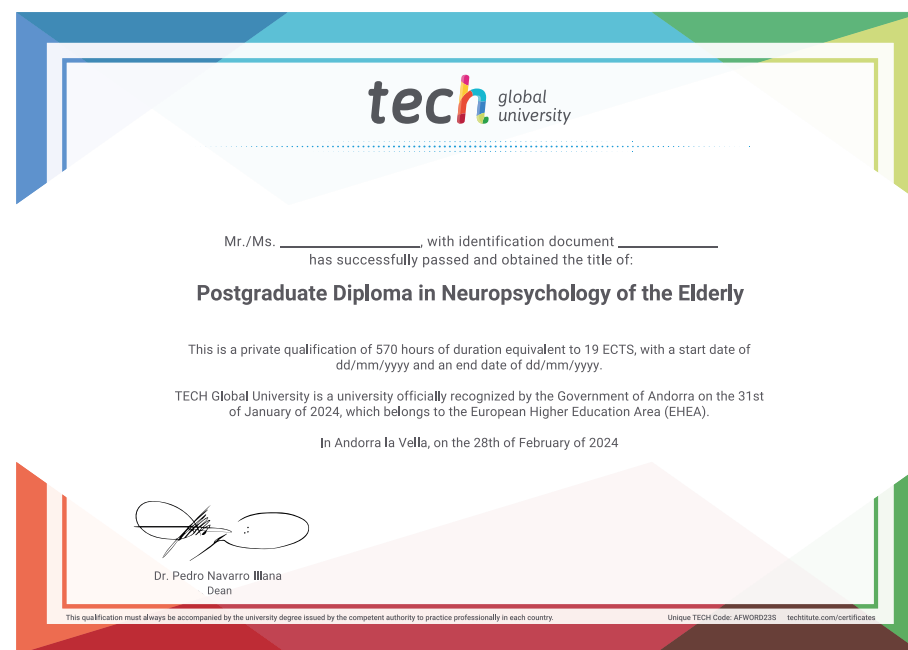 tech global
university
Mr./Ms. ____________________, with identification document ______________
has successfully passed and obtained the title of:
Postgraduate Diploma in Neuropsychology of the Elderly
This is a private qualification of 570 hours of duration equivalent to 19 ECTS, with a start date of
dd/mm/yyyy and an end date of dd/mm/yyyy.
TECH Global University is a university officially recognized by the Government of Andorra on the 31st
of January of 2024, which belongs to the European Higher Education Area (EHEA).
In Andorra la Vella, on the 28th of February of 2024
Dr. Pedro Navarro Illana
Dean
This qualification must always be accompanied by the university degree issued by the competent authority to practice professionally in each country. Unique TECH Code: AFWORD23S techtitute.com/certificates